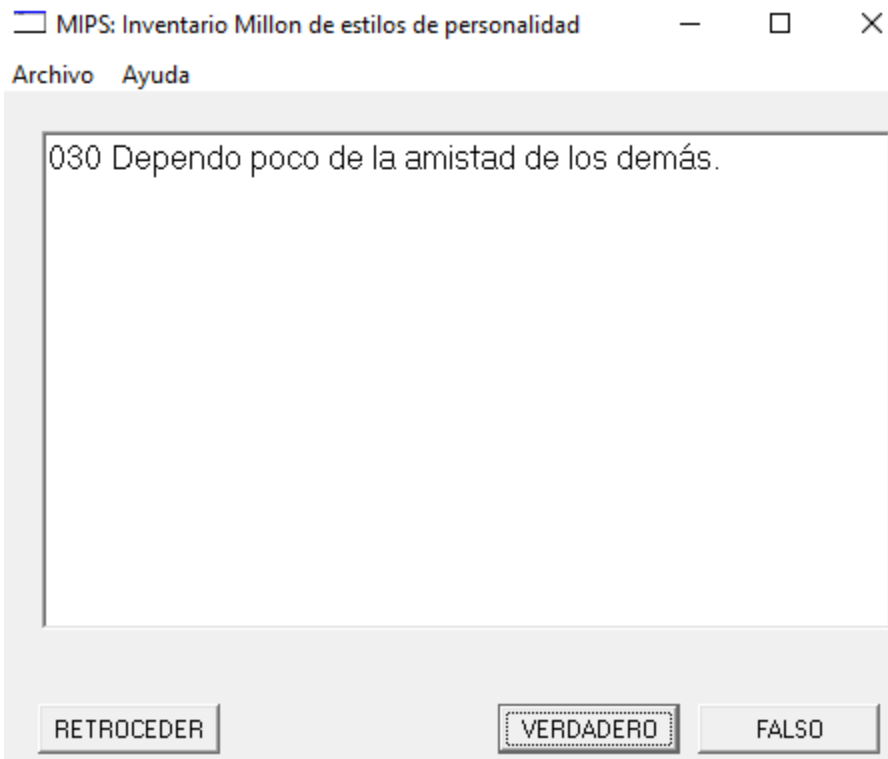 MIPS: Inventario Millon de estilos de personalidad
Archivo Ayuda
030 Dependo poco de la amistad de los demás.
RETROCEDER VERDADERO FALSO